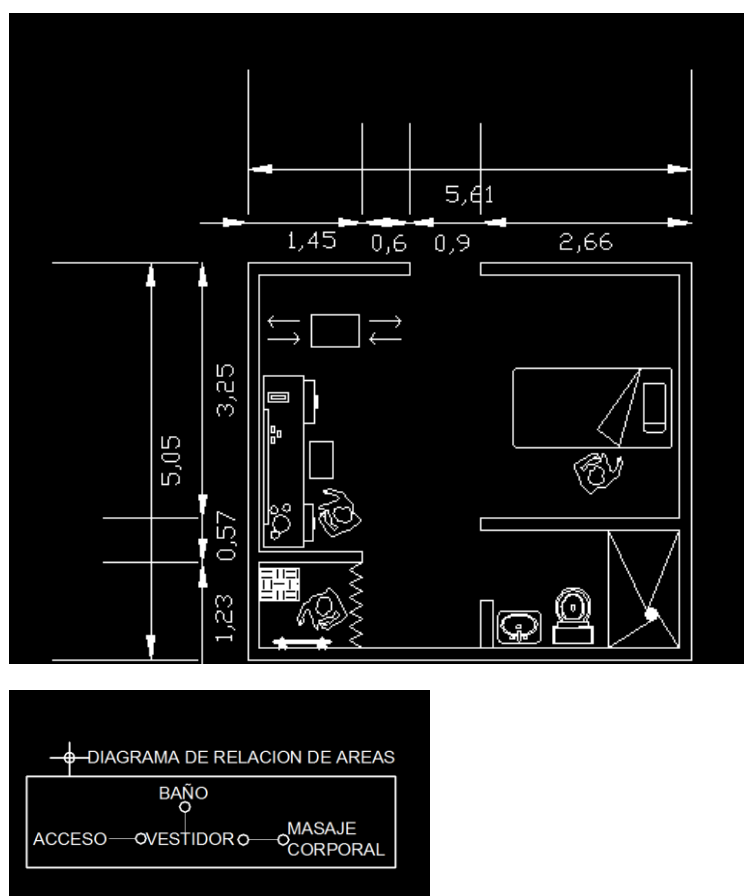 5,61
1,45 0,6 0,9 2,66
3,25
5,05
0,57
1,23
DIAGRAMA DE RELACION DE AREAS
BAÑO
ACCESO VESTIDOR MASAJE
CORPORAL